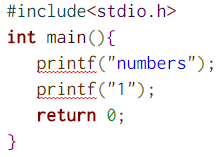 #include<stdio.h>
int main(){
printf("numbers");
printf("1");
return 0;
}